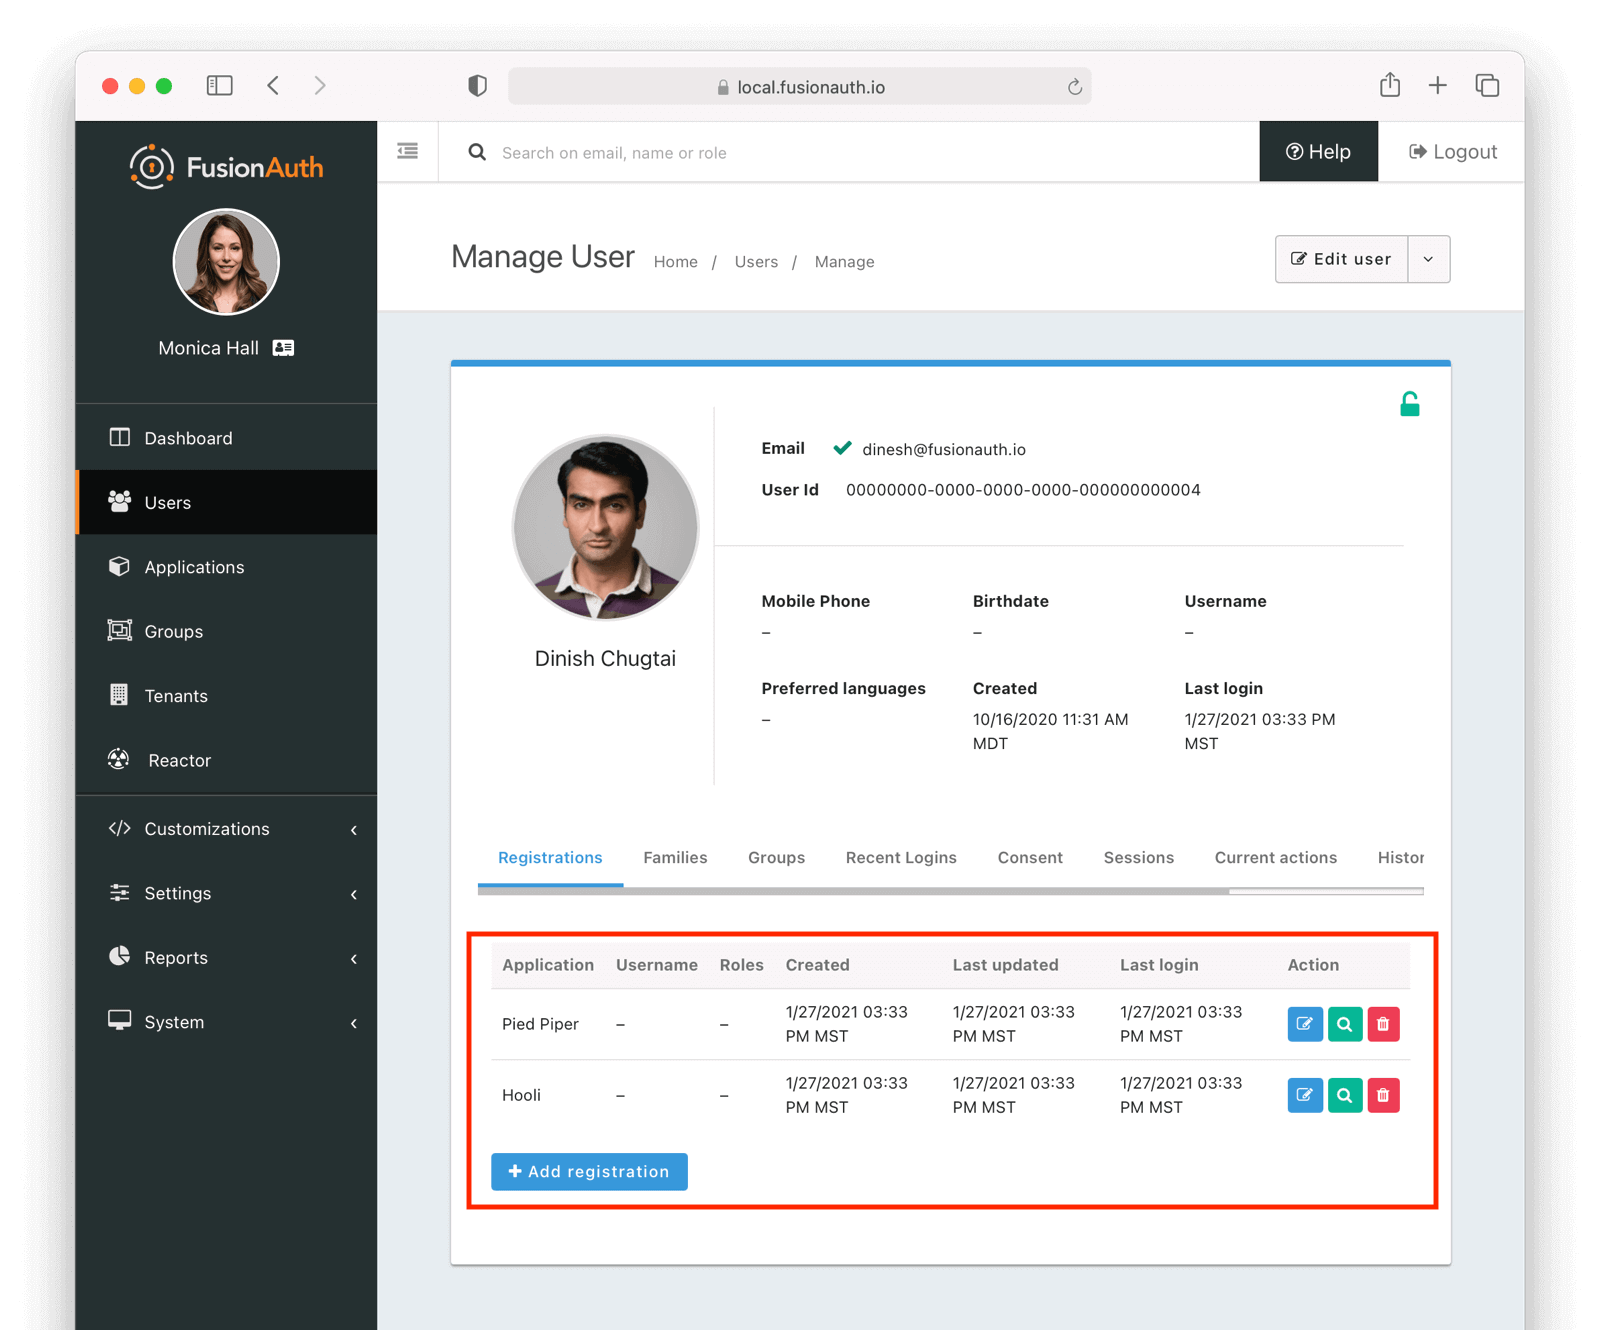 local.fusionauth.io
FusionAuth
Search on email, name or role
Help
Logout
Monica Hall
Manage User
Home / Users / Manage
Edit user
Dashboard
Users
Applications
Groups
Tenants
Reactor
Customizations
Settings
Reports
System
Dinish Chugtai
Email dinesh@fusionauth.io
User Id 00000000-0000-0000-0000-000000000004
Mobile Phone Birthdate Username
– – –
Preferred languages Created Last login
– 10/16/2020 11:31 AM 1/27/2021 03:33 PM
MDT MST
Registrations Families Groups Recent Logins Consent Sessions Current actions Histor
Application Username Roles Created Last updated Last login Action
1/27/2021 03:33 1/27/2021 03:33 1/27/2021 03:33
Pied Piper – –
PM MST PM MST PM MST
1/27/2021 03:33 1/27/2021 03:33 1/27/2021 03:33
Hooli – –
PM MST PM MST PM MST
+ Add registration